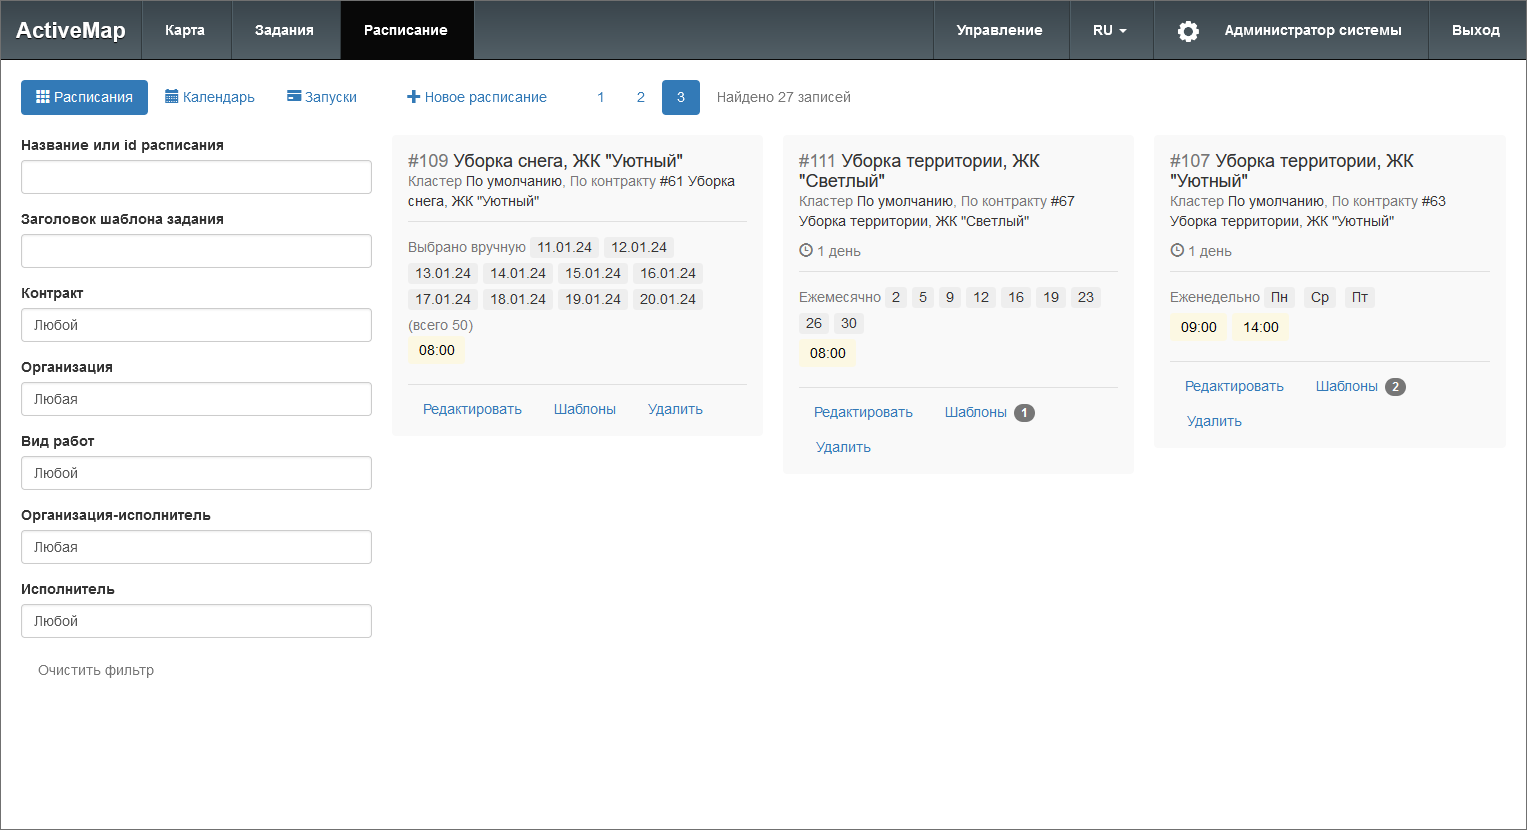 ActiveMap Карта Задания Расписание Управление RU Администратор системы Выход
Расписания Календарь Запуски Новое расписание 1 2 3 Найдено 27 записей
Название или id расписания
Заголовок шаблона задания
Контракт
Любой
Организация
Любая
Вид работ
Любой
Организация-исполнитель
Любая
Исполнитель
Любой
Очистить фильтр
#109 Уборка снега, ЖК "Уютный"
Кластер По умолчанию, По контракту #61 Уборка
снега, ЖК "Уютный"
Выбрано вручную 11.01.24 12.01.24
13.01.24 14.01.24 15.01.24 16.01.24
17.01.24 18.01.24 19.01.24 20.01.24
(всего 50)
08:00
Редактировать Шаблоны Удалить
#111 Уборка территории, ЖК
"Светлый"
Кластер По умолчанию, По контракту #67
Уборка территории, ЖК "Светлый"
1 день
Ежемесячно 2 5 9 12 16 19 23
26 30
08:00
Редактировать Шаблоны 1
Удалить
#107 Уборка территории, ЖК
"Уютный"
Кластер По умолчанию, По контракту #63
Уборка территории, ЖК "Уютный"
1 день
Еженедельно Пн Ср Пт
09:00 14:00
Редактировать Шаблоны 2
Удалить